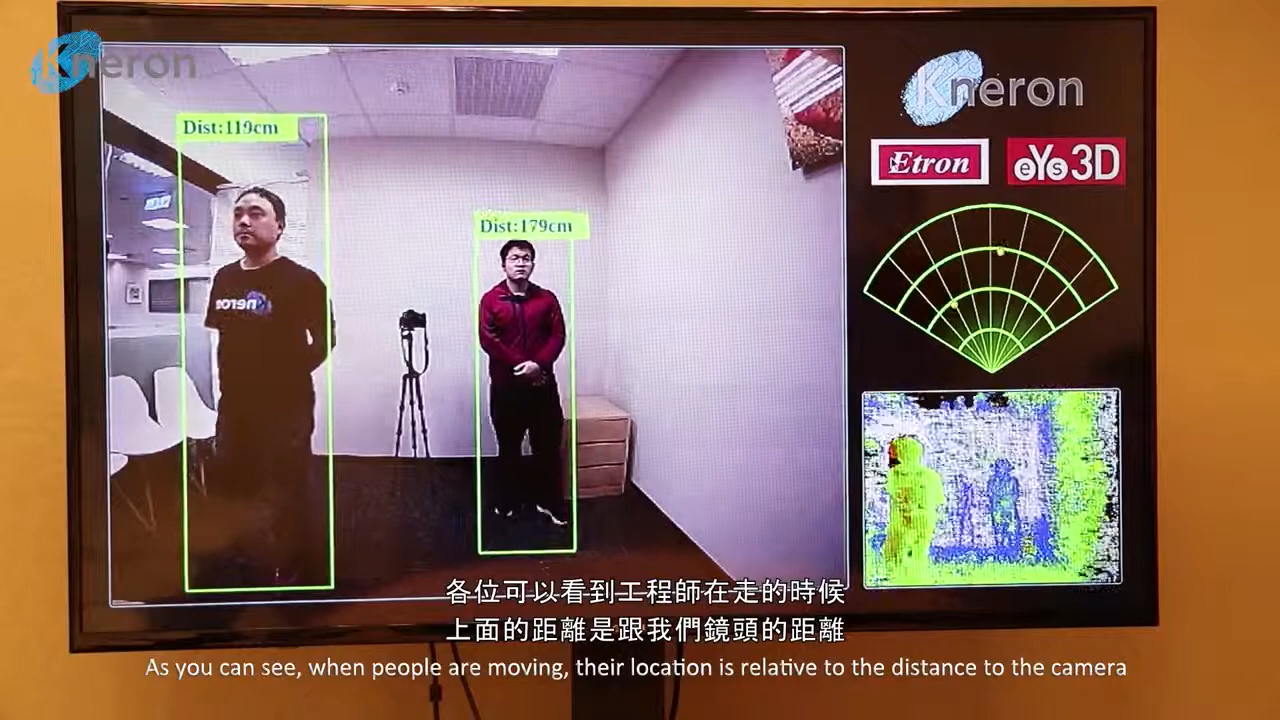 Kneron
Dist:119cm
Dist:179cm
Kneron
Kneron
Etron
eYs3D
各位可以看到工程師在走的時候
上面的距離是跟我們鏡頭的距離
As you can see, when people are moving, their location is relative to the distance to the camera